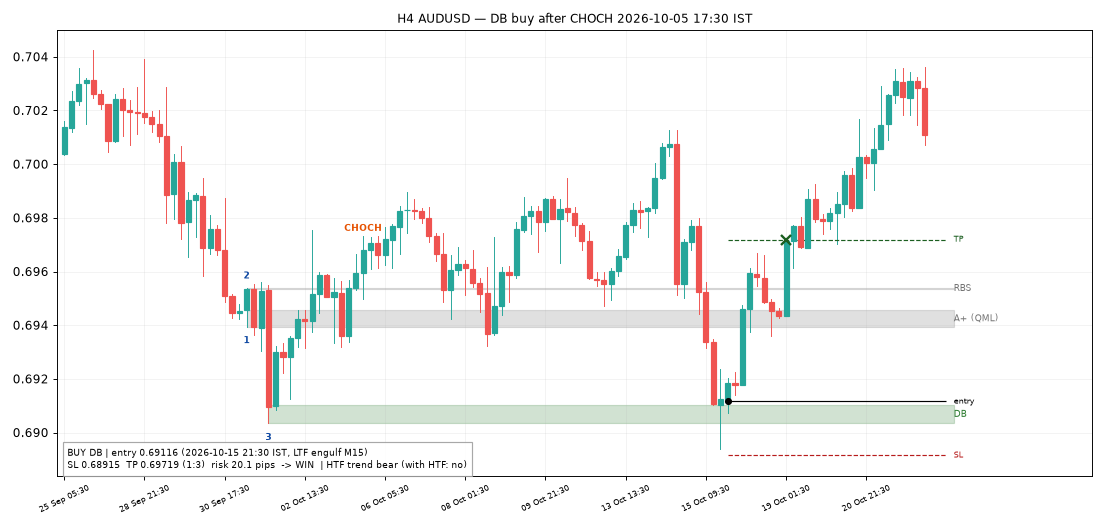 H4 AUDUSD — DB buy after CHOCH 2026-10-05 17:30 IST
0.704
0.702
0.700
0.698
0.696
0.694
0.692
0.690
CHOCH
2
1
3
TP
RBS
A+ (QML)
entry
DB
SL
BUY DB | entry 0.69116 (2026-10-15 21:30 IST, LTF engulf M15)
SL 0.68915  TP 0.69719 (1:3)  risk 20.1 pips  -> WIN  | HTF trend bear (with HTF: no)
25 Sep 05:30
28 Sep 21:30
30 Sep 17:30
02 Oct 13:30
06 Oct 05:30
08 Oct 01:30
09 Oct 21:30
13 Oct 13:30
15 Oct 09:30
19 Oct 01:30
20 Oct 21:30